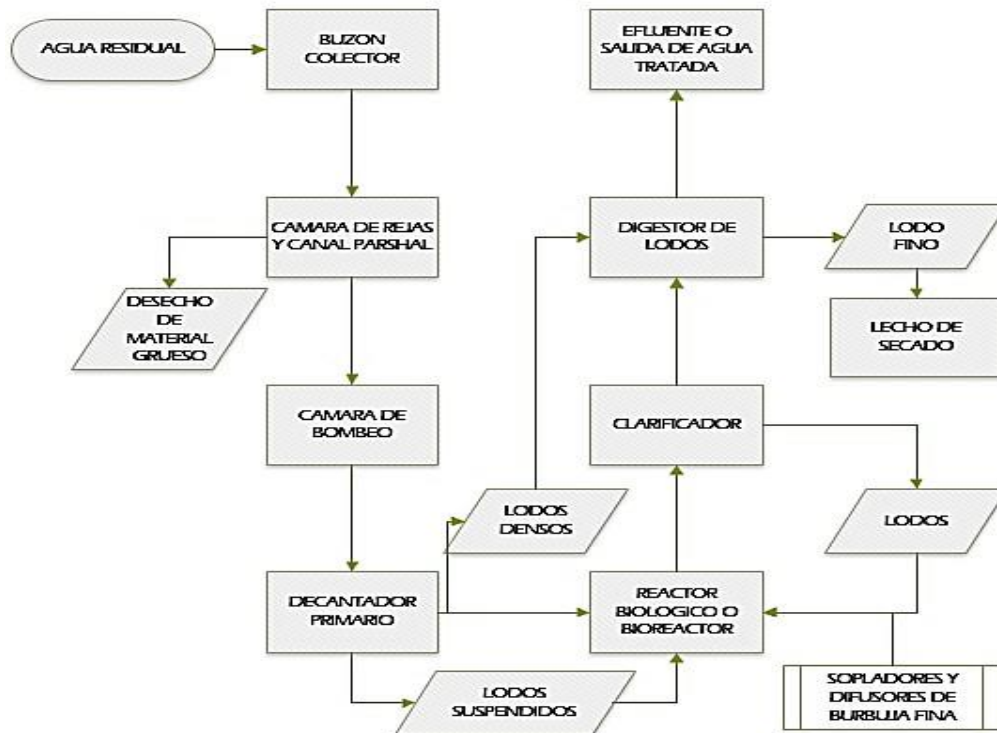 AGUA RESIDUAL
BUZON
COLECTOR
EFLUENTE O
SALIDA DE AGUA
TRATADA
CAMARA DE REJAS
Y CANAL PARSHAL
DIGESTOR DE
LODOS
LODO
FINO
DESECHO
DE
MATERIAL
GRUESO
LECHO DE
SECADO
CAMARA DE
BOMBEO
CLARIFICADOR
LODOS
DENSOS
LODOS
DECANTADOR
PRIMARIO
REACTOR
BIOLOGICO O
BIOREACTOR
LODOS
SUSPENDIDOS
SOPLADORES Y
DIFUSORES DE
BURBUJA FINA